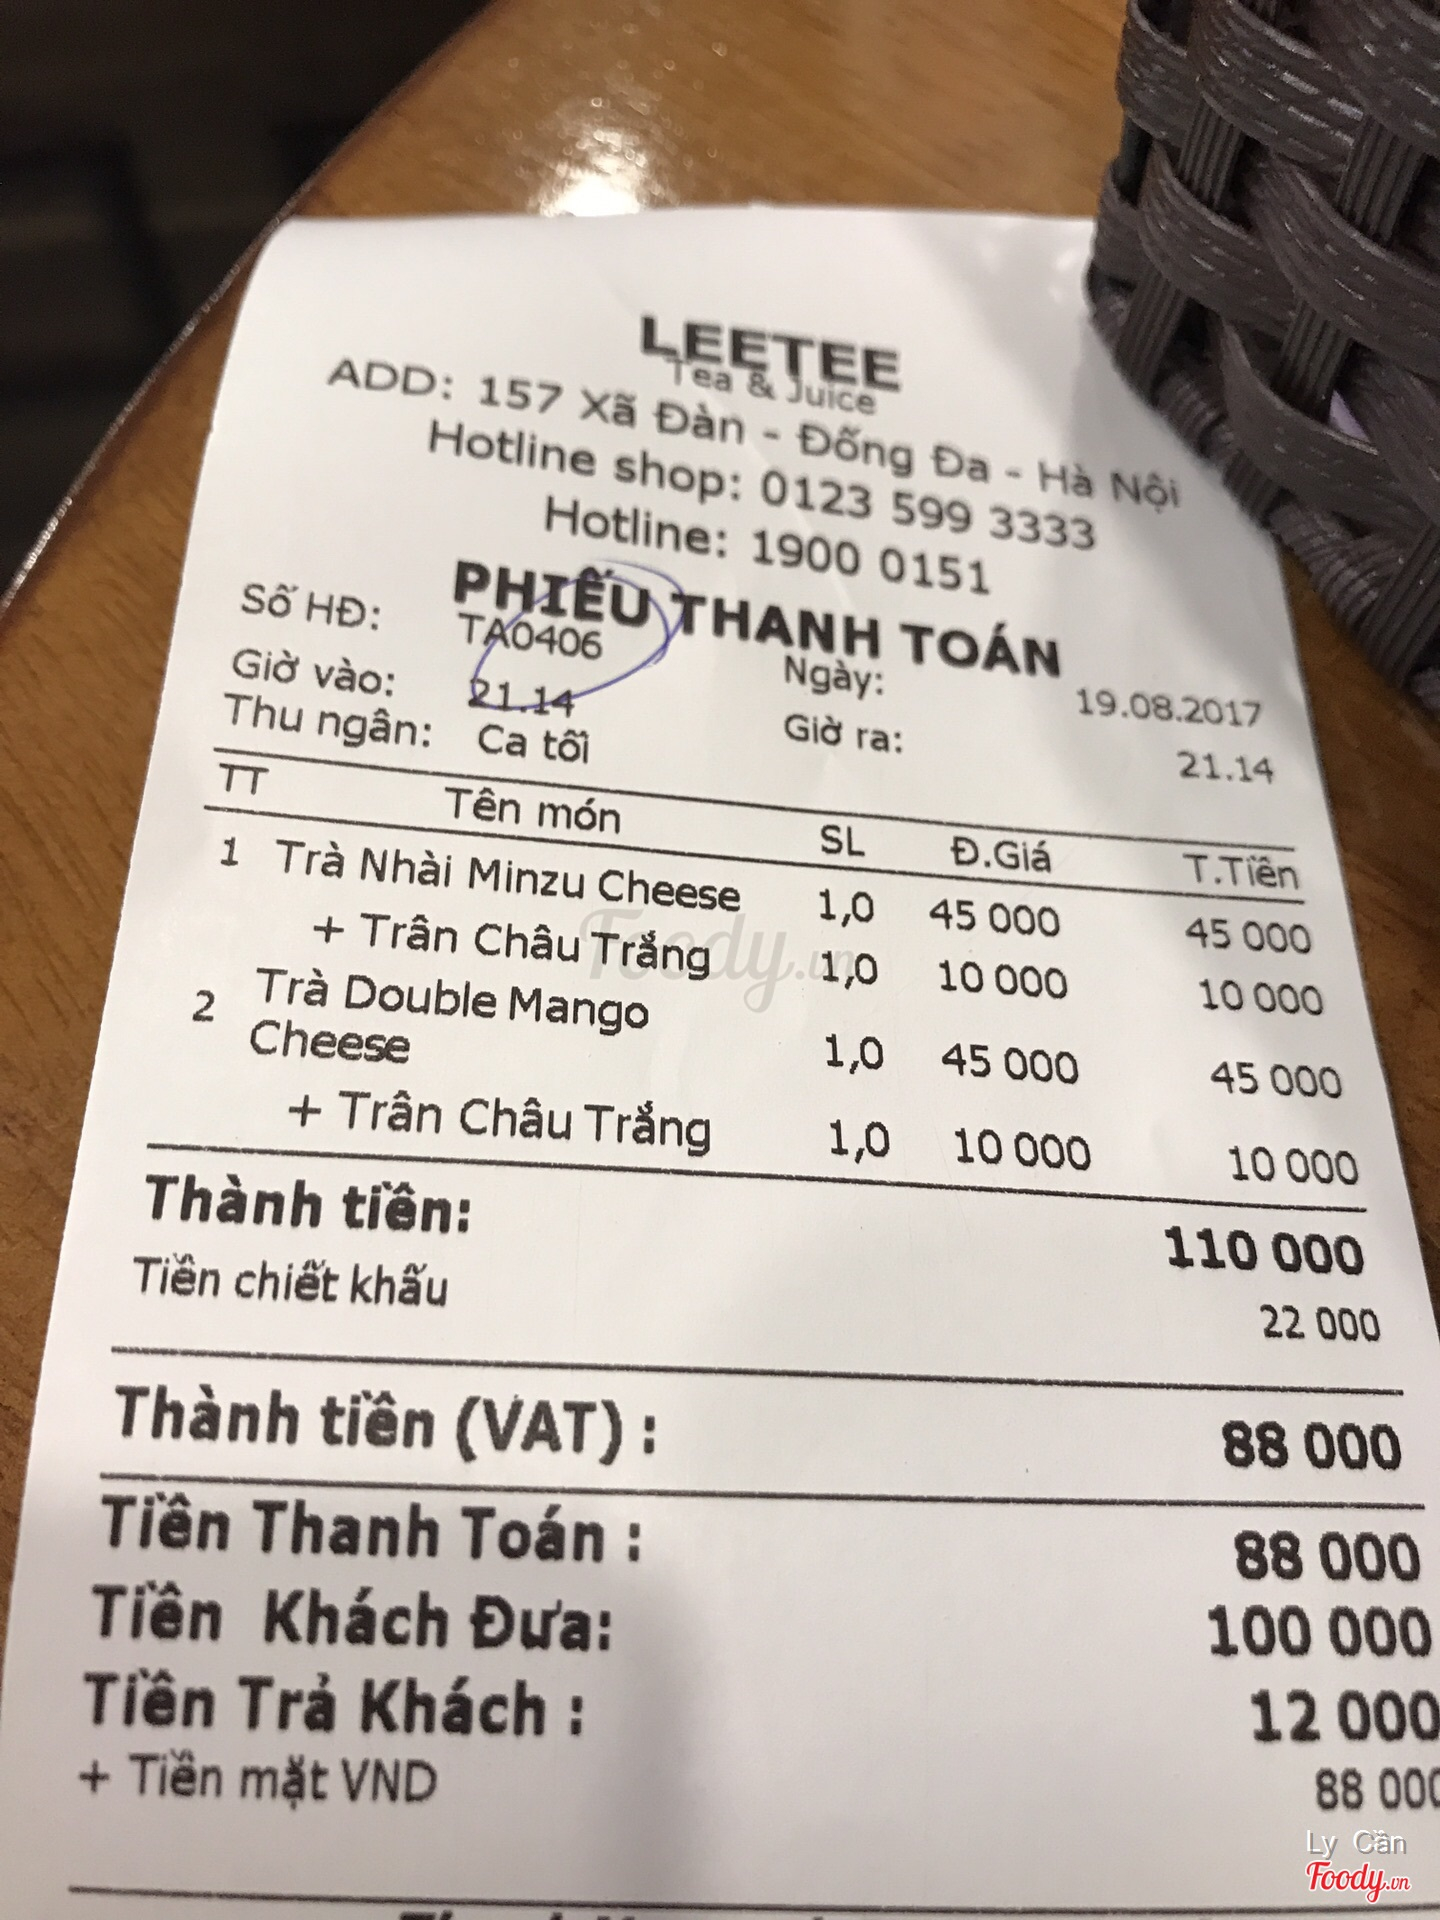 LEETEE
Tea & Juice
ADD: 157 Xã Đàn - Đống Đa - Hà Nội
Hotline shop: 0123 599 3333
Hotline: 1900 0151
PHIẾU THANH TOÁN
Số HĐ: TA0406 Ngày: 19.08.2017
Giờ vào: 21.14 Giờ ra: 21.14
Thu ngân: Ca tối
TT Tên món SL Đ.Giá T.Tiền
1 Trà Nhài Minzu Cheese 1,0 45 000 45 000
+ Trân Châu Trắng 1,0 10 000 10 000
2 Trà Double Mango
Cheese 1,0 45 000 45 000
+ Trân Châu Trắng 1,0 10 000 10 000
Thành tiền: 110 000
Tiền chiết khấu 22 000
Thành tiền (VAT) : 88 000
Tiền Thanh Toán : 88 000
Tiền Khách Đưa: 100 000
Tiền Trả Khách : 12 000
+ Tiền mặt VND 88 000
Foody.vn
Ly Cần
Foody.vn